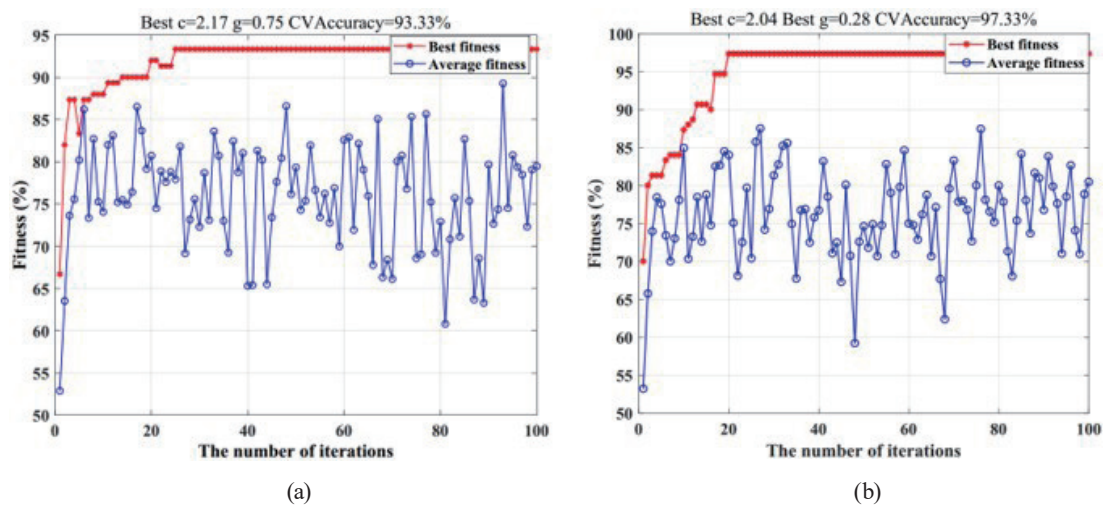 Best c=2.17 g=0.75 CVAccuracy=93.33%
95
90
85
80
75
70
65
60
55
50
Fitness (%)
Best fitness
Average fitness
0
20
40
60
80
100
The number of iterations
(a)
Best c=2.04 Best g=0.28 CVAccuracy=97.33%
100
95
90
85
80
75
70
65
60
55
50
Fitness (%)
Best fitness
Average fitness
0
20
40
60
80
100
The number of iterations
(b)